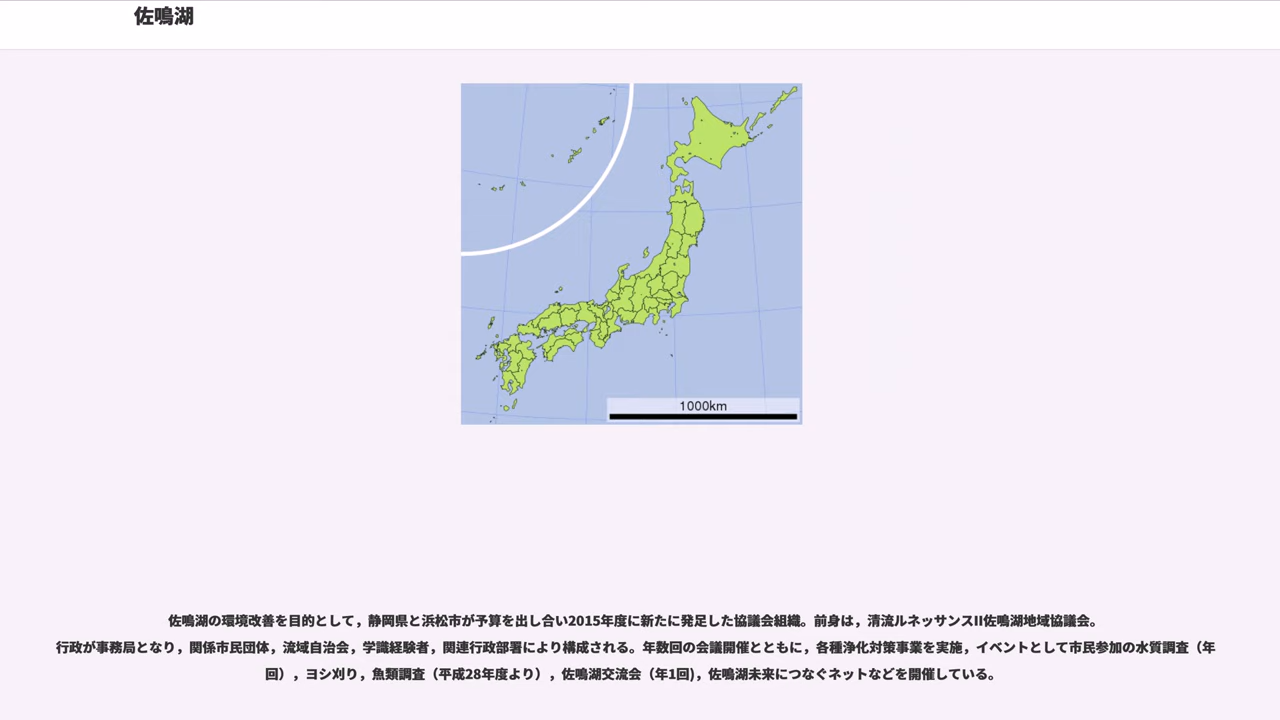 佐鳴湖
1000km
佐鳴湖の環境改善を目的として，静岡県と浜松市が予算を出し合い2015年度に新たに発足した協議会組織。前身は，清流ルネッサンスII佐鳴湖地域協議会。
行政が事務局となり，関係市民団体，流域自治会，学識経験者，関連行政部署により構成される。年数回の会議開催とともに，各種浄化対策事業を実施，イベントとして市民参加の水質調査（年
回），ヨシ刈り，魚類調査（平成28年度より），佐鳴湖交流会（年1回)，佐鳴湖未来につなぐネットなどを開催している。